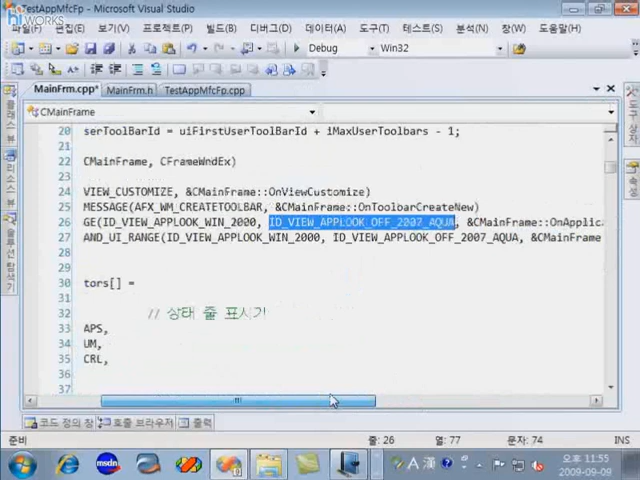 TestAppMfcFp - Microsoft Visual Studio
hi WORKS
파일(F) 편집(E) 보기(V) 프로젝트(P) 빌드(B) 디버그(D) 데이터(A) 도구(T) 테스트(S) 분석(N) 창(W) 도움말(H)
Debug Win32
MainFrm.cpp* MainFrm.h TestAppMfcFp.cpp
CMainFrame
20 serToolBarId = uiFirstUserToolBarId + iMaxUserToolbars - 1;
21
22 CMainFrame, CFrameWndEx)
23
24 VIEW_CUSTOMIZE, &CMainFrame::OnViewCustomize)
25 MESSAGE(AFX_WM_CREATETOOLBAR, &CMainFrame::OnToolbarCreateNew)
26 GE(ID_VIEW_APPLOOK_WIN_2000, ID_VIEW_APPLOOK_OFF_2007_AQUA, &CMainFrame::OnApplica
27 AND_UI_RANGE(ID_VIEW_APPLOOK_WIN_2000, ID_VIEW_APPLOOK_OFF_2007_AQUA, &CMainFrame
28
29
30 tors[] =
31
32 // 상태 줄 표시기
33 APS,
34 UM,
35 CRL,
36
37
코드 정의 창 호출 브라우저 출력
준비 줄: 26 열: 77 문자: 74 INS
msdn A 漢 오후 11:55
2009-09-09